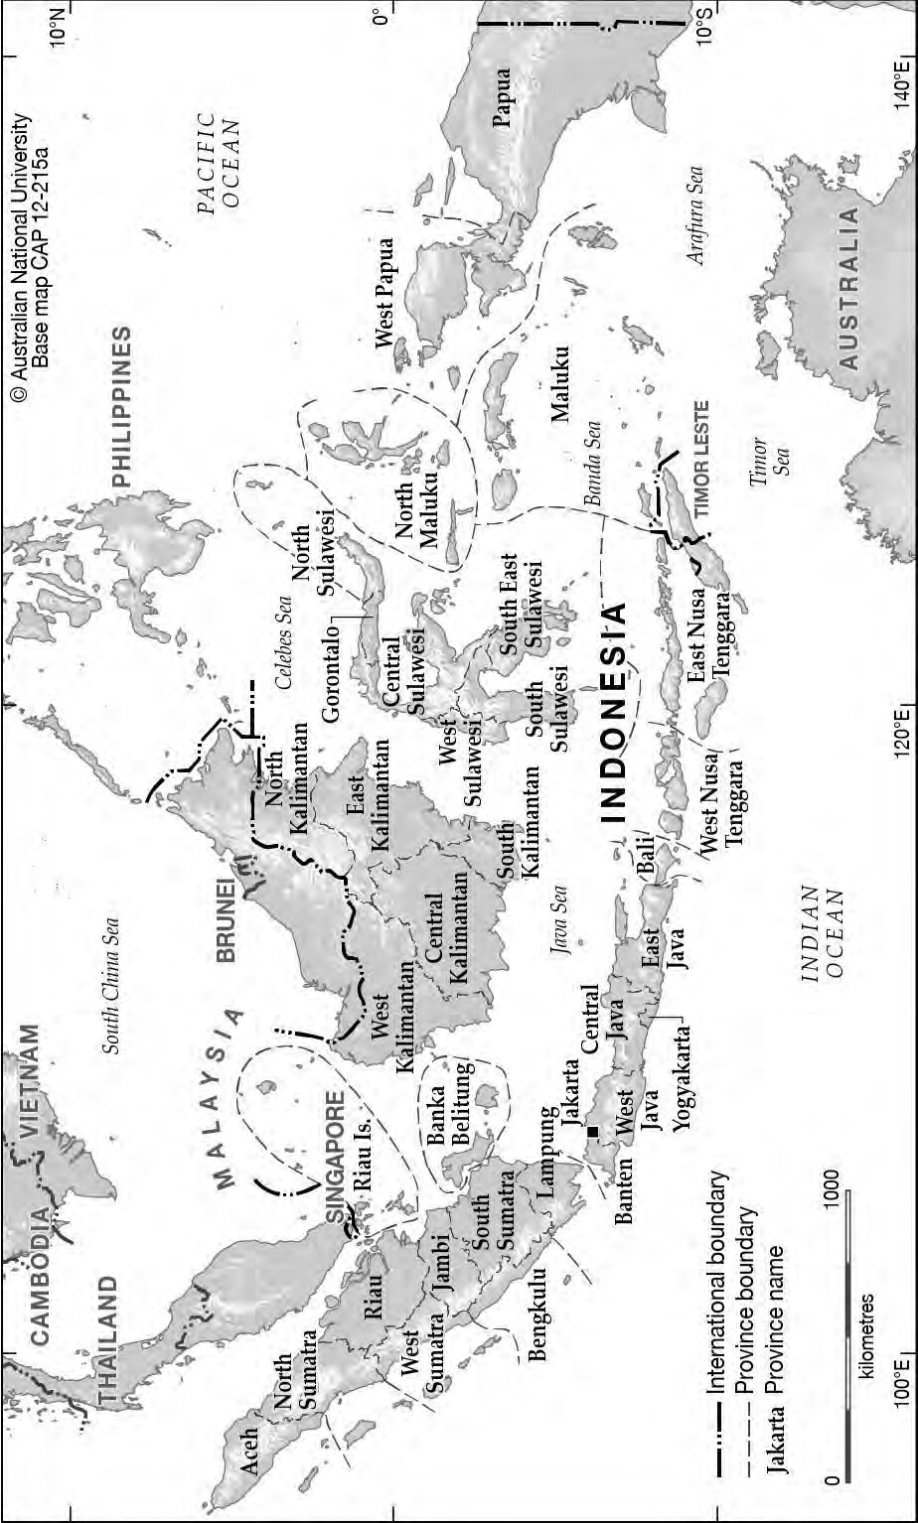 © Australian National University
Base map CAP 12-215a
10°N
0°
10°S
140°E
120°E
100°E
VIETNAM
CAMBODIA
THAILAND
PHILIPPINES
PACIFIC
OCEAN
South China Sea
MALAYSIA
BRUNEI
SINGAPORE
Celebes Sea
Aceh
North
Sumatra
Riau
Riau Is.
West
Sumatra
Jambi
South
Sumatra
Bengkulu
Lampung
Banka
Belitung
West
Kalimantan
Central
Kalimantan
North
Kalimantan
East
Kalimantan
South
Kalimantan
Gorontalo
North
Sulawesi
Central
Sulawesi
West
Sulawesi
South
Sulawesi
South East
Sulawesi
North
Maluku
Maluku
West Papua
Papua
Java Sea
Banda Sea
Arafura Sea
INDONESIA
Jakarta
Banten
West
Java
Central
Java
Yogyakarta
East
Java
Bali
West Nusa
Tenggara
East Nusa
Tenggara
TIMOR LESTE
Timor
Sea
AUSTRALIA
INDIAN
OCEAN
International boundary
Province boundary
Jakarta Province name
0 1000
kilometres